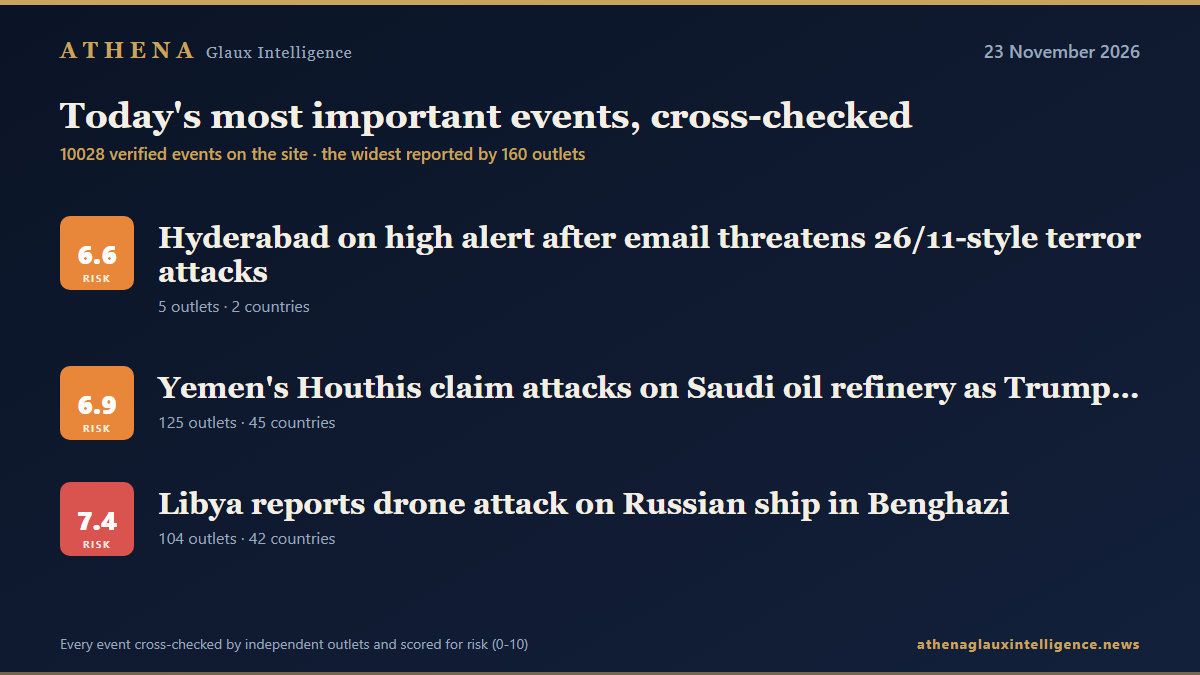 ATHENA Glaux Intelligence
23 November 2026
Today's most important events, cross-checked
10028 verified events on the site · the widest reported by 160 outlets
6.6
RISK
Hyderabad on high alert after email threatens 26/11-style terror
attacks
5 outlets · 2 countries
6.9
RISK
Yemen's Houthis claim attacks on Saudi oil refinery as Trump...
125 outlets · 45 countries
7.4
RISK
Libya reports drone attack on Russian ship in Benghazi
104 outlets · 42 countries
Every event cross-checked by independent outlets and scored for risk (0-10)
athenaglauxintelligence.news